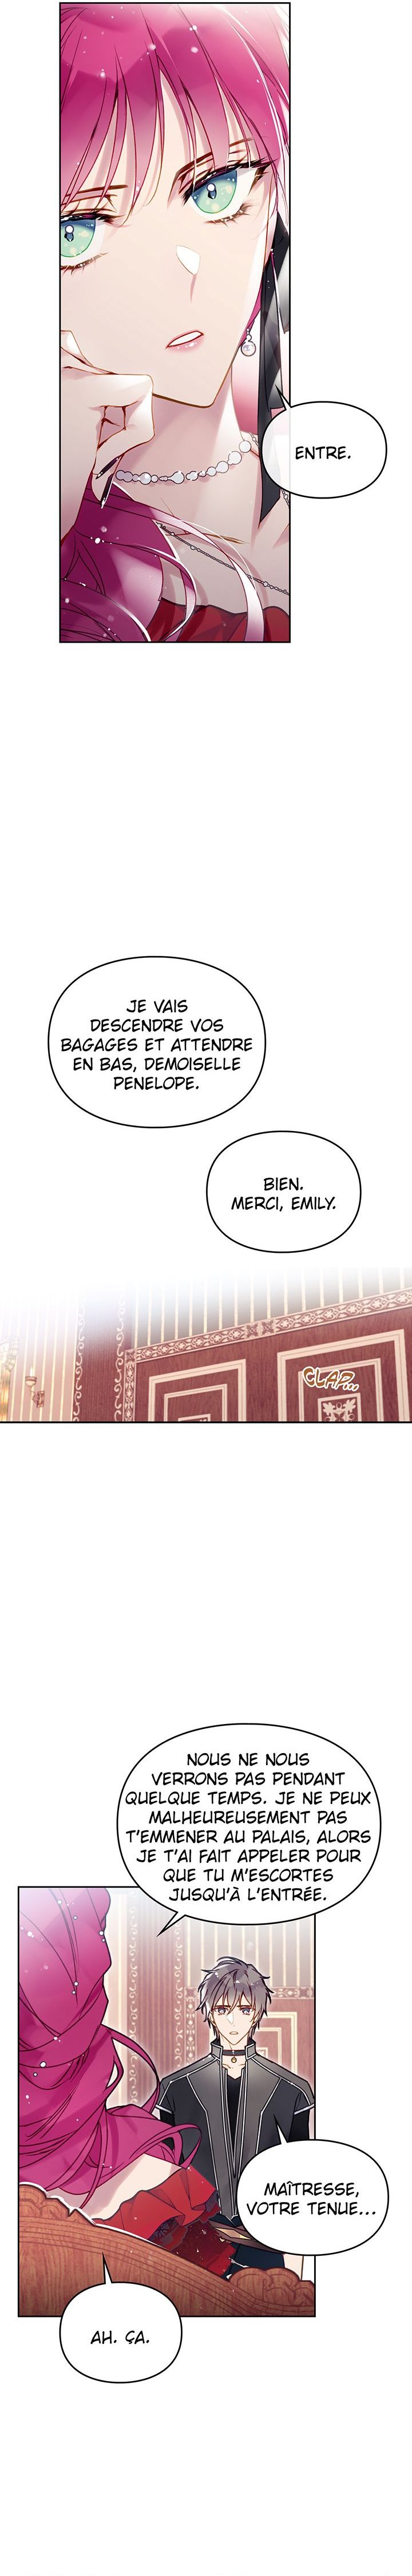 ENTRE.
JE VAIS
DESCENDRE VOS
BAGAGES ET ATTENDRE
EN BAS, DEMOISELLE
PENELOPE.
BIEN.
MERCI, EMILY.
CLAP...
NOUS NE NOUS
VERRONS PAS PENDANT
QUELQUE TEMPS. JE NE PEUX
MALHEUREUSEMENT PAS
T'EMMENER AU PALAIS, ALORS
JE T'AI FAIT APPELER POUR
QUE TU M'ESCORTES
JUSQU'À L'ENTRÉE.
MAÎTRESSE,
VOTRE TENUE...
AH. ÇA.